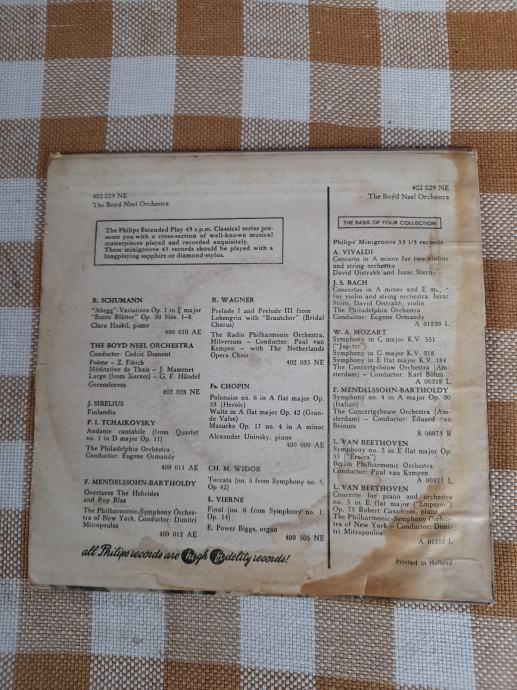 402 029 NE
The Boyd Neel Orchestra
The Philips Extended Play 45 r.p.m. Classical series pre-
sents you with a cross-section of well-known musical
masterpieces played and recorded exquisitely.
These minigroove 45 records should be played with a
longplaying sapphire or diamond-stylus.
R. SCHUMANN
"Abegg"-Variations Op. 1 in F major
"Bunte Blätter" Op. 99 Nos. 1-8
Clara Haskil, piano
400 010 AE
THE BOYD NEEL ORCHESTRA
Conductor: Cedric Dumont
Poème – Z. Fibich
Méditation de Thaïs – J. Massenet
Largo (from Xerxes) – G. F. Händel
Greensleeves
402 028 NE
J. SIBELIUS
Finlandia
P. I. TCHAIKOVSKY
Andante cantabile (from Quartet
no. 1 in D major Op. 11)
The Philadelphia Orchestra
Conductor: Eugene Ormandy
409 011 AE
F. MENDELSSOHN-BARTHOLDY
Overtures The Hebrides
and Ruy Blas
The Philharmonic-Symphony Orches-
tra of New York, Conductor: Dimitri
Mitropoulos
409 012 AE
R. WAGNER
Prelude I and Prelude III from
Lohengrin with "Brautchor" (Bridal
Chorus)
The Radio Philharmonic Orchestra,
Hilversum – Conductor: Paul van
Kempen – with The Netherlands
Opera Choir
402 035 NE
Fr. CHOPIN
Polonaise no. 6 in A flat major Op.
53 (Heroic)
Waltz in A flat major Op. 42 (Gran-
de Valse)
Mazurka Op. 17 no. 4 in A minor
Alexander Uninsky, piano
400 000 AE
CH. M. WIDOR
Toccata (no. 5 from Symphony no. 5,
Op 42)
L. VIERNE
Final (no. 6 from Symphony no. 1,
Op. 14)
E. Power Biggs, organ
409 505 NE
all Philips records are high fidelity records!
402 029 NE
The Boyd Neel Orchestra
THE BASIS OF YOUR COLLECTION
Philips' Minigroove 33 1/3 records
A. VIVALDI
Concerto in A minor for two violins
and string orchestra
David Oistrakh and Isaac Stern
J. S. BACH
Concertos in A minor and E
for violin and string orchestra, Isaac
Stern, David Oistrakh, violin
The Philadelphia Orchestra
Conductor: Eugene Ormandy
A 01239 L
W. A. MOZART
Symphony in C major K.V. 551
("Jupiter")
Symphony in G major K.V. 318
Symphony in E flat major K.V. 184
The Concertgebouw Orchestra (Am-
sterdam) – Conductor: Karl Böhm
A 00318 L
F. MENDELSSOHN-BARTHOLDY
Symphony no. 4 in A major Op. 90
(Italian)
The Concertgebouw Orchestra (Am-
sterdam) – Conductor: Eduard van
Beinum
S 06073 R
L. VAN BEETHOVEN
Symphony no. 3 in E flat major Op
55 ("Eroica")
Berlin Philharmonic Orchestra
Conductor: Paul van Kempen
L. VAN BEETHOVEN
Concerto for piano and orchestra
no. 5 in E flat major ("Emperor")
Op. 73 Robert Casadesus, piano
The Philharmonic-Symphony Orches-
tra of New York – Conductor: Dimitri
Mitropoulos
Printed in Holland